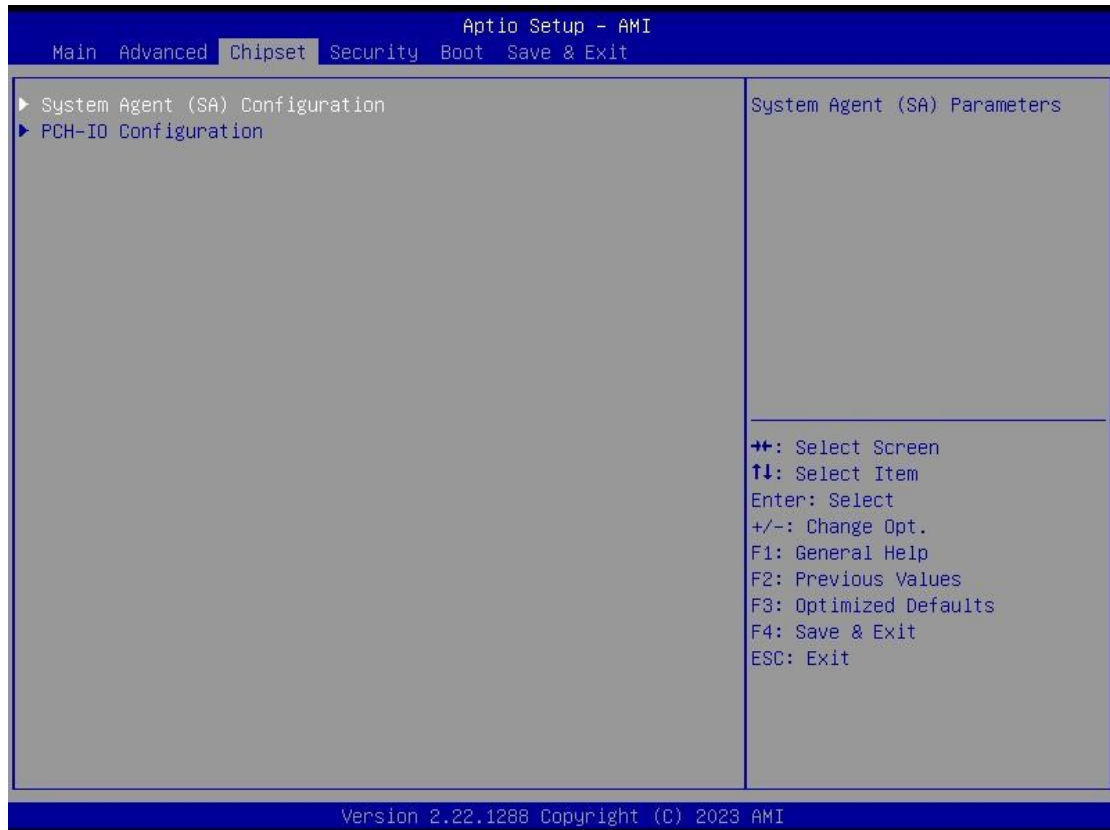 Aptio Setup - AMI
Main Advanced Chipset Security Boot Save & Exit
▶ System Agent (SA) Configuration
▶ PCH-IO Configuration
System Agent (SA) Parameters
→←: Select Screen
↑↓: Select Item
Enter: Select
+/-: Change Opt.
F1: General Help
F2: Previous Values
F3: Optimized Defaults
F4: Save & Exit
ESC: Exit
Version 2.22.1288 Copyright (C) 2023 AMI